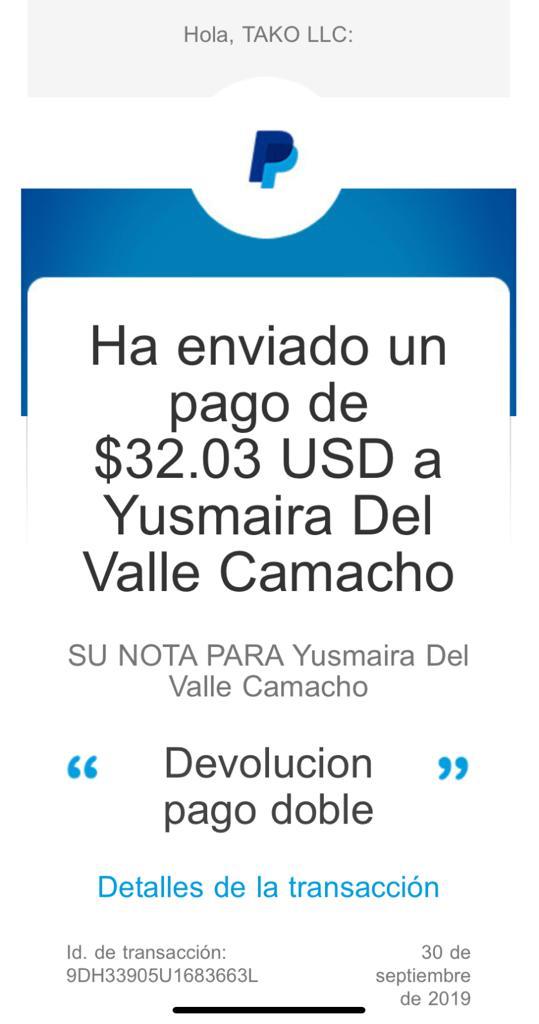 Hola, TAKO LLC:
Ha enviado un
pago de
$32.03 USD a
Yusmaira Del
Valle Camacho
SU NOTA PARA Yusmaira Del
Valle Camacho
“ Devolucion ”
pago doble
Detalles de la transacción
Id. de transacción:
9DH33905U1683663L
30 de
septiembre
de 2019